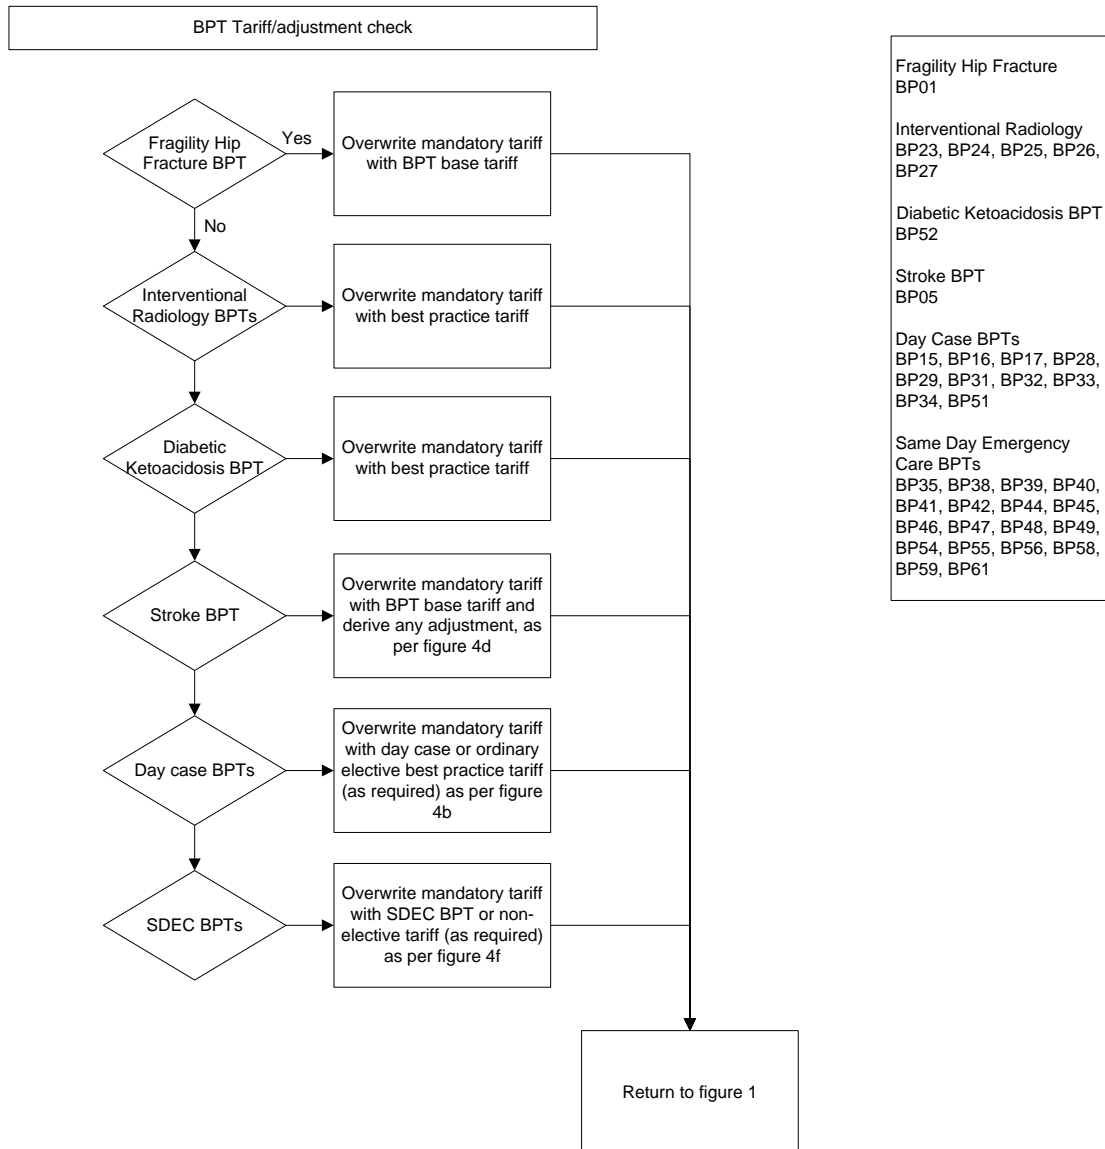 BPT Tariff/adjustment check
Fragility Hip
Fracture BPT
Yes
Overwrite mandatory tariff
with BPT base tariff
No
Interventional
Radiology BPTs
Overwrite mandatory tariff
with best practice tariff
Diabetic
Ketoacidosis BPT
Overwrite mandatory tariff
with best practice tariff
Stroke BPT
Overwrite mandatory tariff
with BPT base tariff and
derive any adjustment, as
per figure 4d
Day case BPTs
Overwrite mandatory tariff
with day case or ordinary
elective best practice tariff
(as required) as per figure
4b
SDEC BPTs
Overwrite mandatory tariff
with SDEC BPT or non-
elective tariff (as required)
as per figure 4f
Return to figure 1
Fragility Hip Fracture
BP01
Interventional Radiology
BP23, BP24, BP25, BP26,
BP27
Diabetic Ketoacidosis BPT
BP52
Stroke BPT
BP05
Day Case BPTs
BP15, BP16, BP17, BP28,
BP29, BP31, BP32, BP33,
BP34, BP51
Same Day Emergency
Care BPTs
BP35, BP38, BP39, BP40,
BP41, BP42, BP44, BP45,
BP46, BP47, BP48, BP49,
BP54, BP55, BP56, BP58,
BP59, BP61